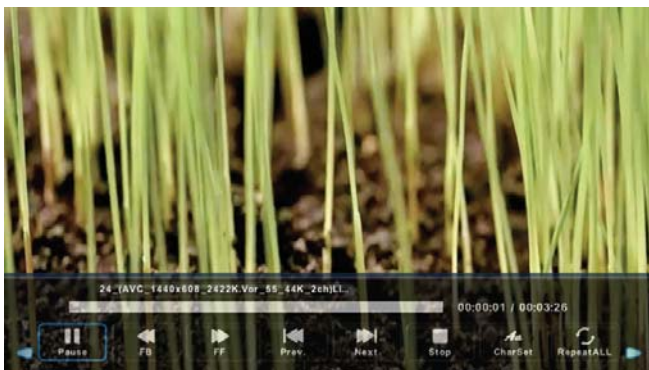 24_(AVC_1440x608_2422K.Vor_55_44K_2ch)LI..
00:00:01 / 00:03:26
Pause FB FF Prev. Next. Stop CharSet RepeatALL